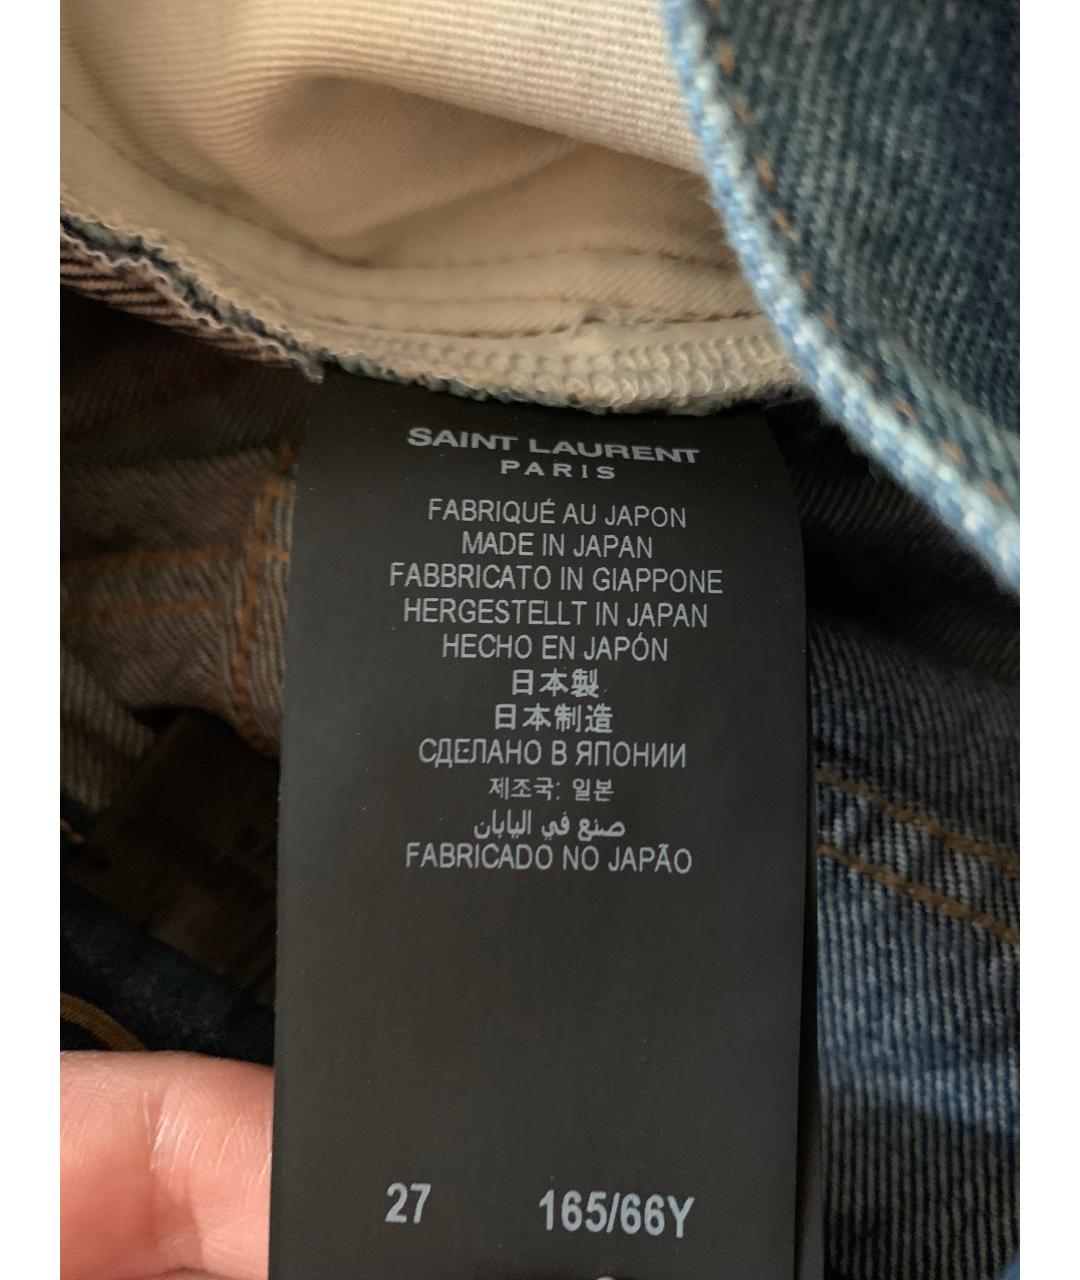 SAINT LAURENT
PARIS
FABRIQUÉ AU JAPON
MADE IN JAPAN
FABBRICATO IN GIAPPONE
HERGESTELLT IN JAPAN
HECHO EN JAPÓN
日本製
日本制造
СДЕЛАНО В ЯПОНИИ
제조국: 일본
صنع في اليابان
FABRICADO NO JAPÃO
27 165/66Y